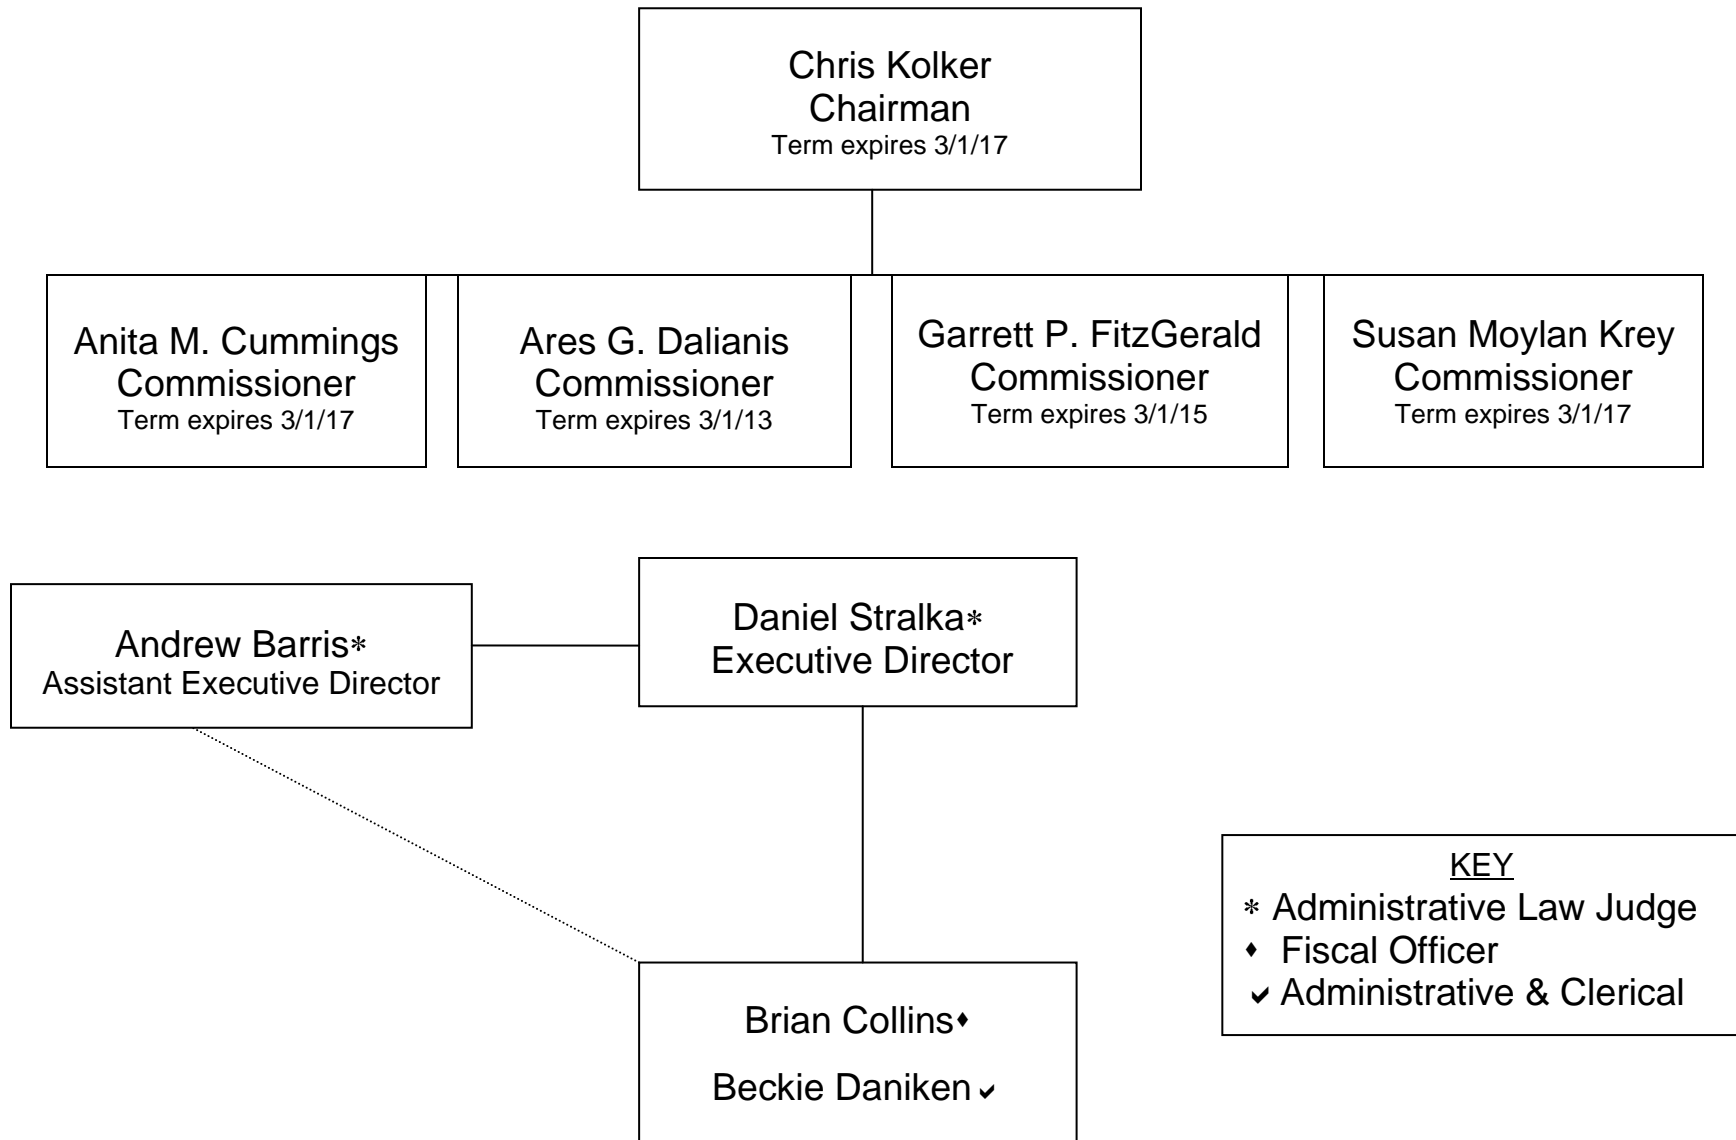 Chris Kolker
Chairman
Term expires 3/1/17
Anita M. Cummings
Commissioner
Term expires 3/1/17
Ares G. Dalianis
Commissioner
Term expires 3/1/13
Garrett P. FitzGerald
Commissioner
Term expires 3/1/15
Susan Moylan Krey
Commissioner
Term expires 3/1/17
Andrew Barris*
Assistant Executive Director
Daniel Stralka*
Executive Director
Brian Collins♦
Beckie Daniken ✓
KEY
* Administrative Law Judge
♦ Fiscal Officer
✓ Administrative & Clerical